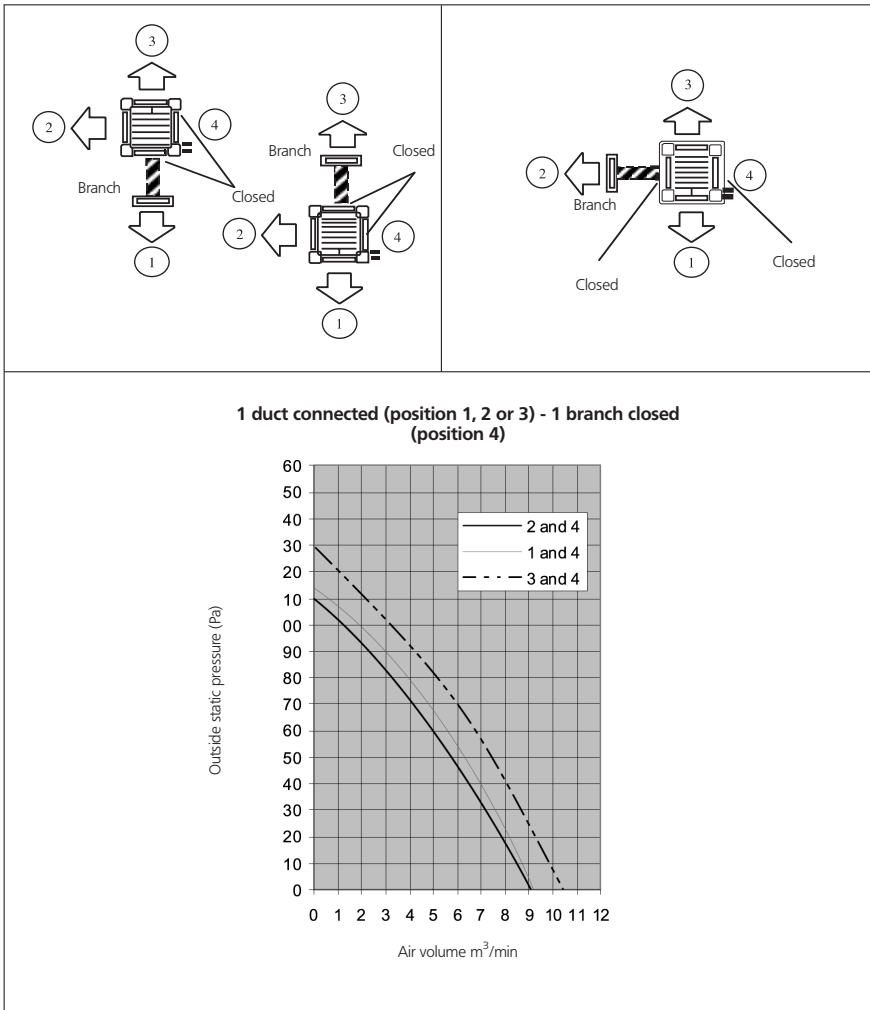 3
2
4
Branch
Closed
1
3
Branch
Closed
2
4
1
3
2
4
Branch
1
Closed
Closed
1 duct connected (position 1, 2 or 3) - 1 branch closed
(position 4)
Outside static pressure (Pa)
60
50
40
30
20
10
00
90
80
70
60
50
40
30
20
10
0
2 and 4
1 and 4
3 and 4
0 1 2 3 4 5 6 7 8 9 10 11 12
Air volume m³/min